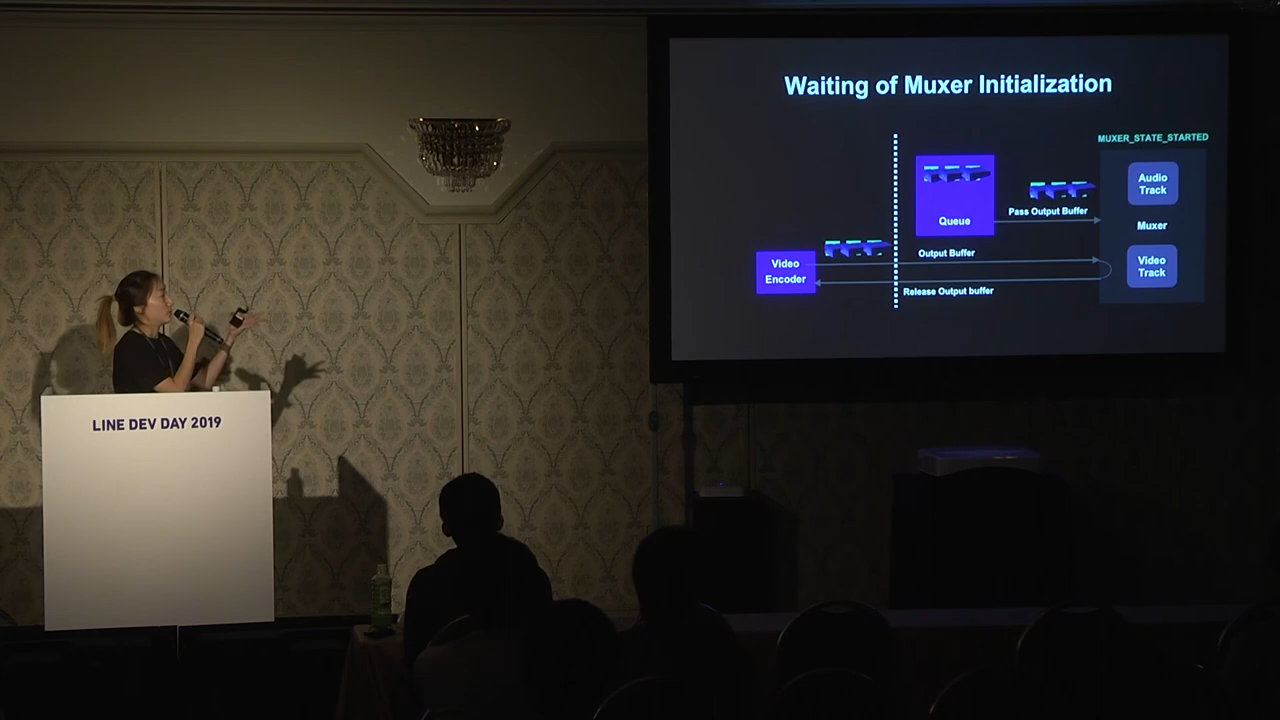 Waiting of Muxer Initialization
MUXER_STATE_STARTED
Audio
Track
Queue
Pass Output Buffer
Muxer
Video
Encoder
Output Buffer
Video
Track
Release Output buffer
LINE DEV DAY 2019